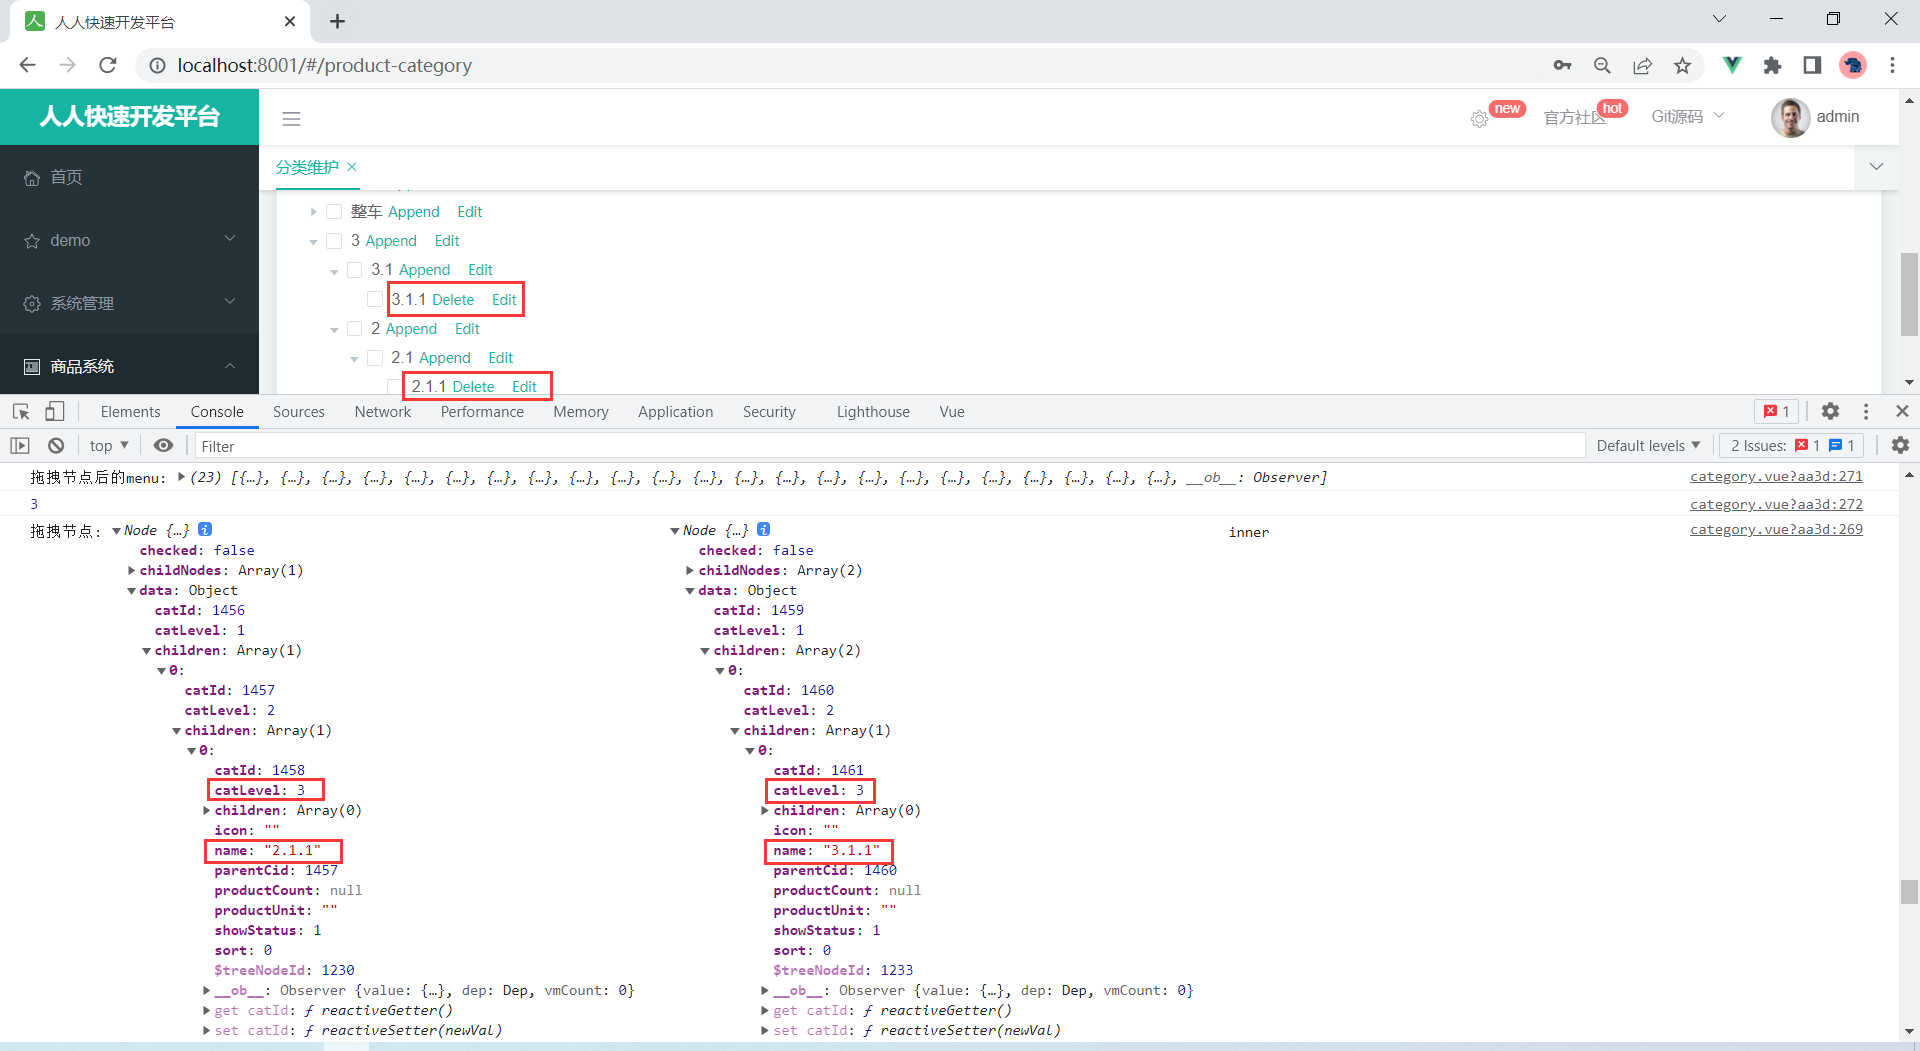 人人快速开发平台
localhost:8001/#/product-category
人人快速开发平台
new
官方社区
hot
Git源码
admin
首页
demo
系统管理
商品系统
分类维护
整车 Append Edit
3 Append Edit
3.1 Append Edit
3.1.1 Delete Edit
2 Append Edit
2.1 Append Edit
2.1.1 Delete Edit
Elements Console Sources Network Performance Memory Application Security Lighthouse Vue 1
top Filter Default levels 2 Issues: 1 1
拖拽节点后的menu: (23) [{…}, {…}, {…}, {…}, {…}, {…}, {…}, {…}, {…}, {…}, {…}, {…}, {…}, {…}, {…}, {…}, {…}, {…}, {…}, {…}, {…}, {…}, {…}, __ob__: Observer] category.vue?aa3d:271
3 category.vue?aa3d:272
拖拽节点: Node {…} i Node {…} i inner category.vue?aa3d:269
checked: false checked: false
childNodes: Array(1) childNodes: Array(2)
data: Object data: Object
catId: 1456 catId: 1459
catLevel: 1 catLevel: 1
children: Array(1) children: Array(2)
0: 0:
catId: 1457 catId: 1460
catLevel: 2 catLevel: 2
children: Array(1) children: Array(1)
0: 0:
catId: 1458 catId: 1461
catLevel: 3 catLevel: 3
children: Array(0) children: Array(0)
icon: "" icon: ""
name: "2.1.1" name: "3.1.1"
parentCid: 1457 parentCid: 1460
productCount: null productCount: null
productUnit: "" productUnit: ""
showStatus: 1 showStatus: 1
sort: 0 sort: 0
$treeNodeId: 1230 $treeNodeId: 1233
__ob__: Observer {value: {…}, dep: Dep, vmCount: 0} __ob__: Observer {value: {…}, dep: Dep, vmCount: 0}
get catId: ƒ reactiveGetter() get catId: ƒ reactiveGetter()
set catId: ƒ reactiveSetter(newVal) set catId: ƒ reactiveSetter(newVal)